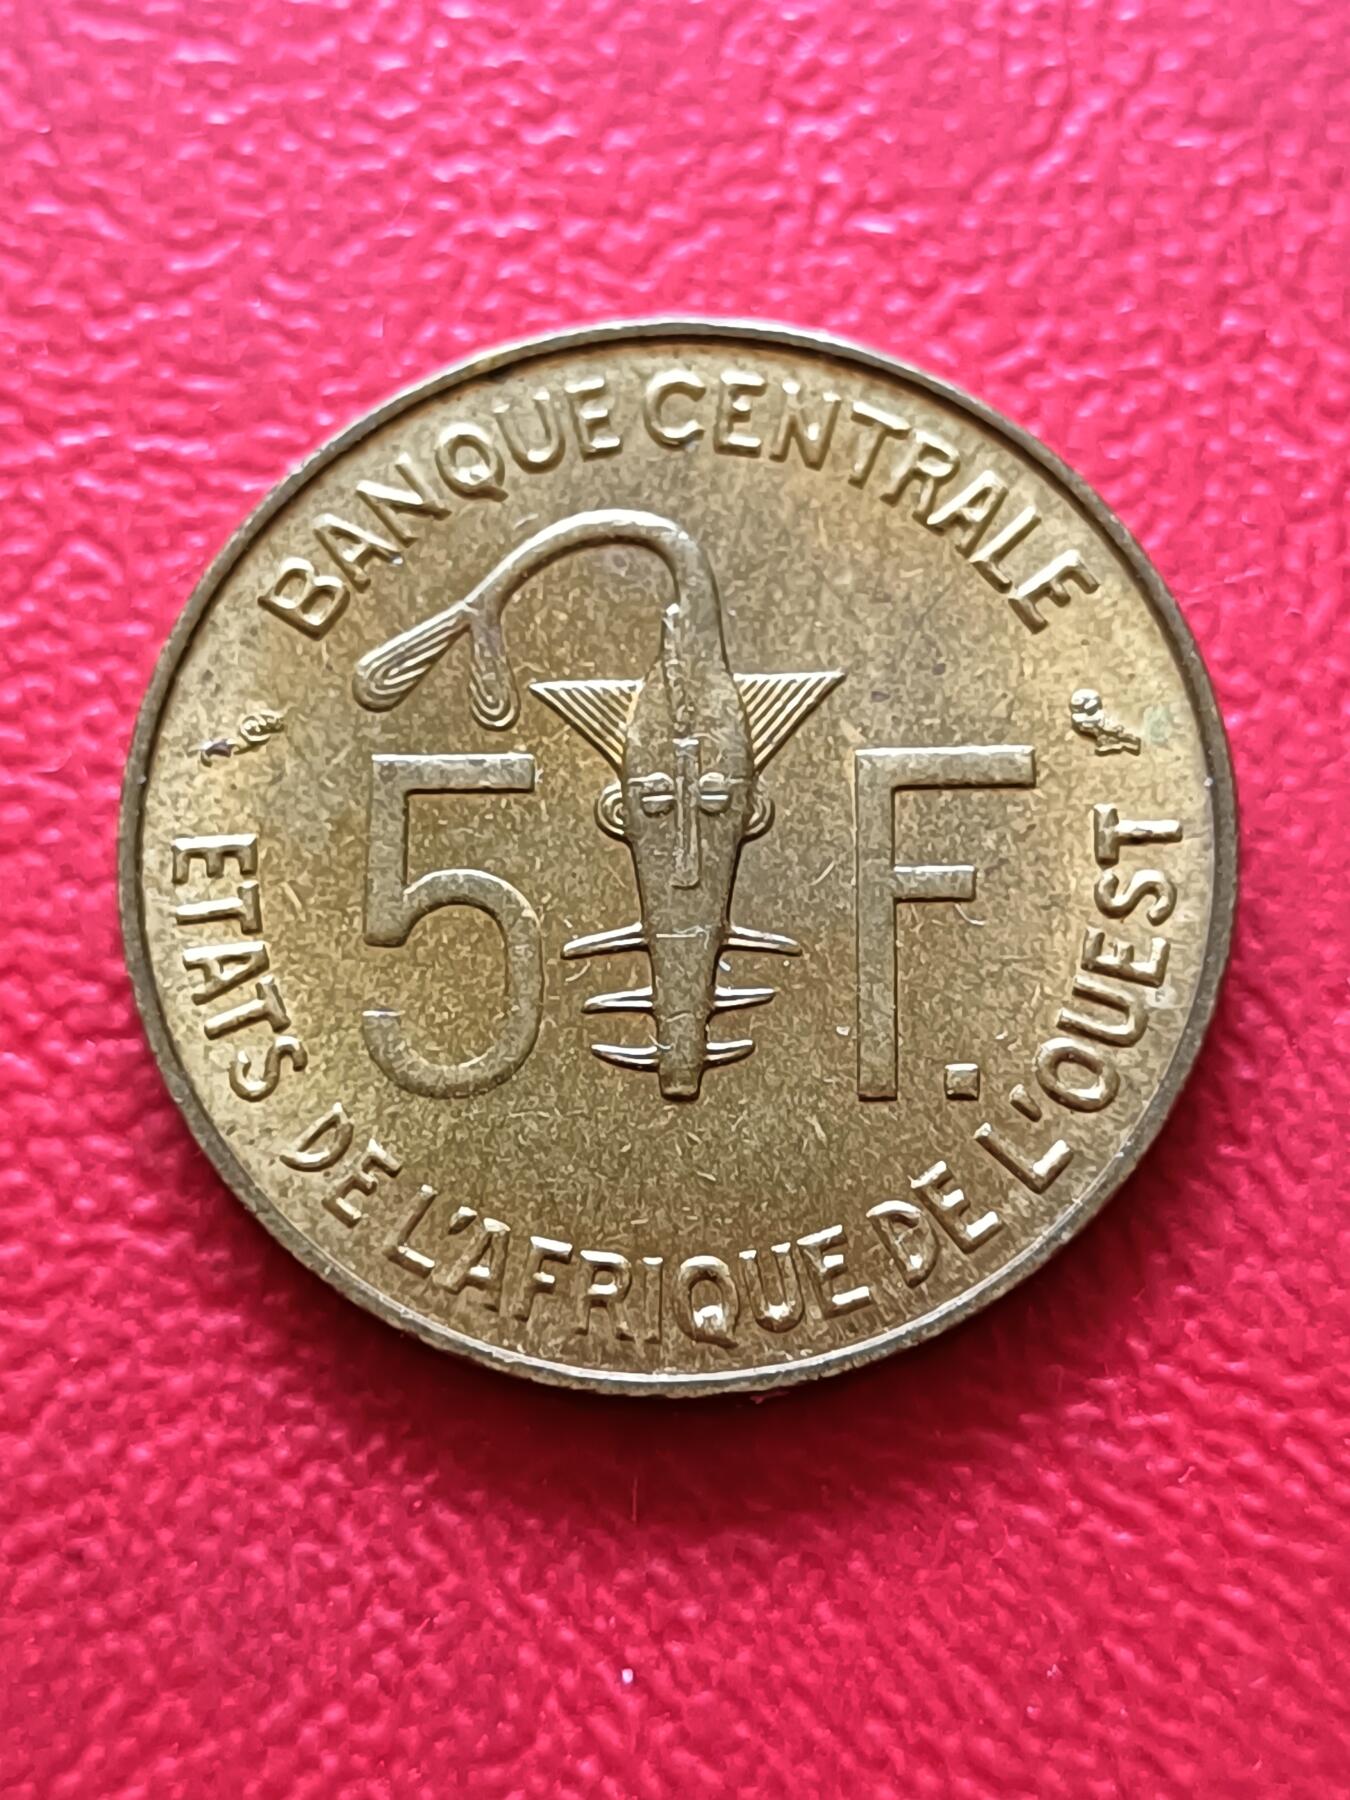 BANQUE CENTRALE
5 F.
ETATS DE L'AFRIQUE DE L'OUEST